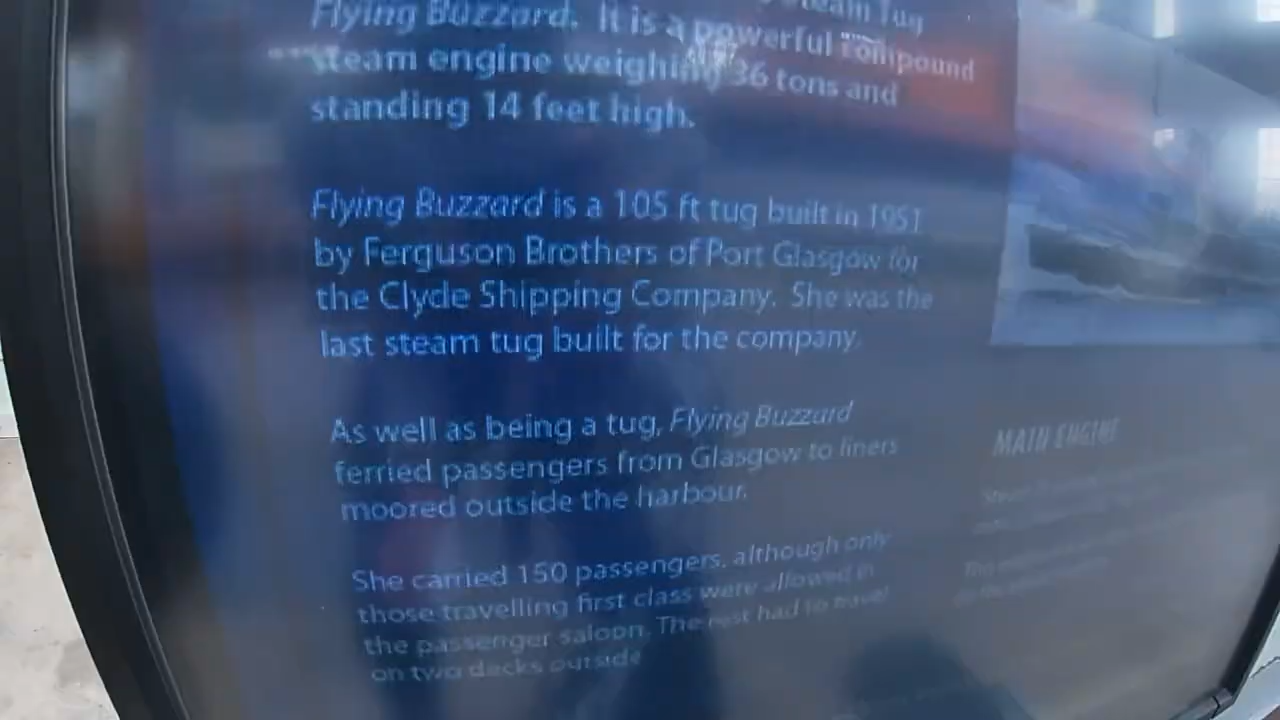 steam Tug
Flying Buzzard. It is a powerful compound
steam engine weighing 36 tons and
standing 14 feet high.
Flying Buzzard is a 105 ft tug built in 1951
by Ferguson Brothers of Port Glasgow for
the Clyde Shipping Company. She was the
last steam tug built for the company.
As well as being a tug, Flying Buzzard
ferried passengers from Glasgow to liners
moored outside the harbour.
She carried 150 passengers, although only
those travelling first class were allowed in
the passenger saloon. The rest had to travel
on two decks outside
MAIN ENGINE